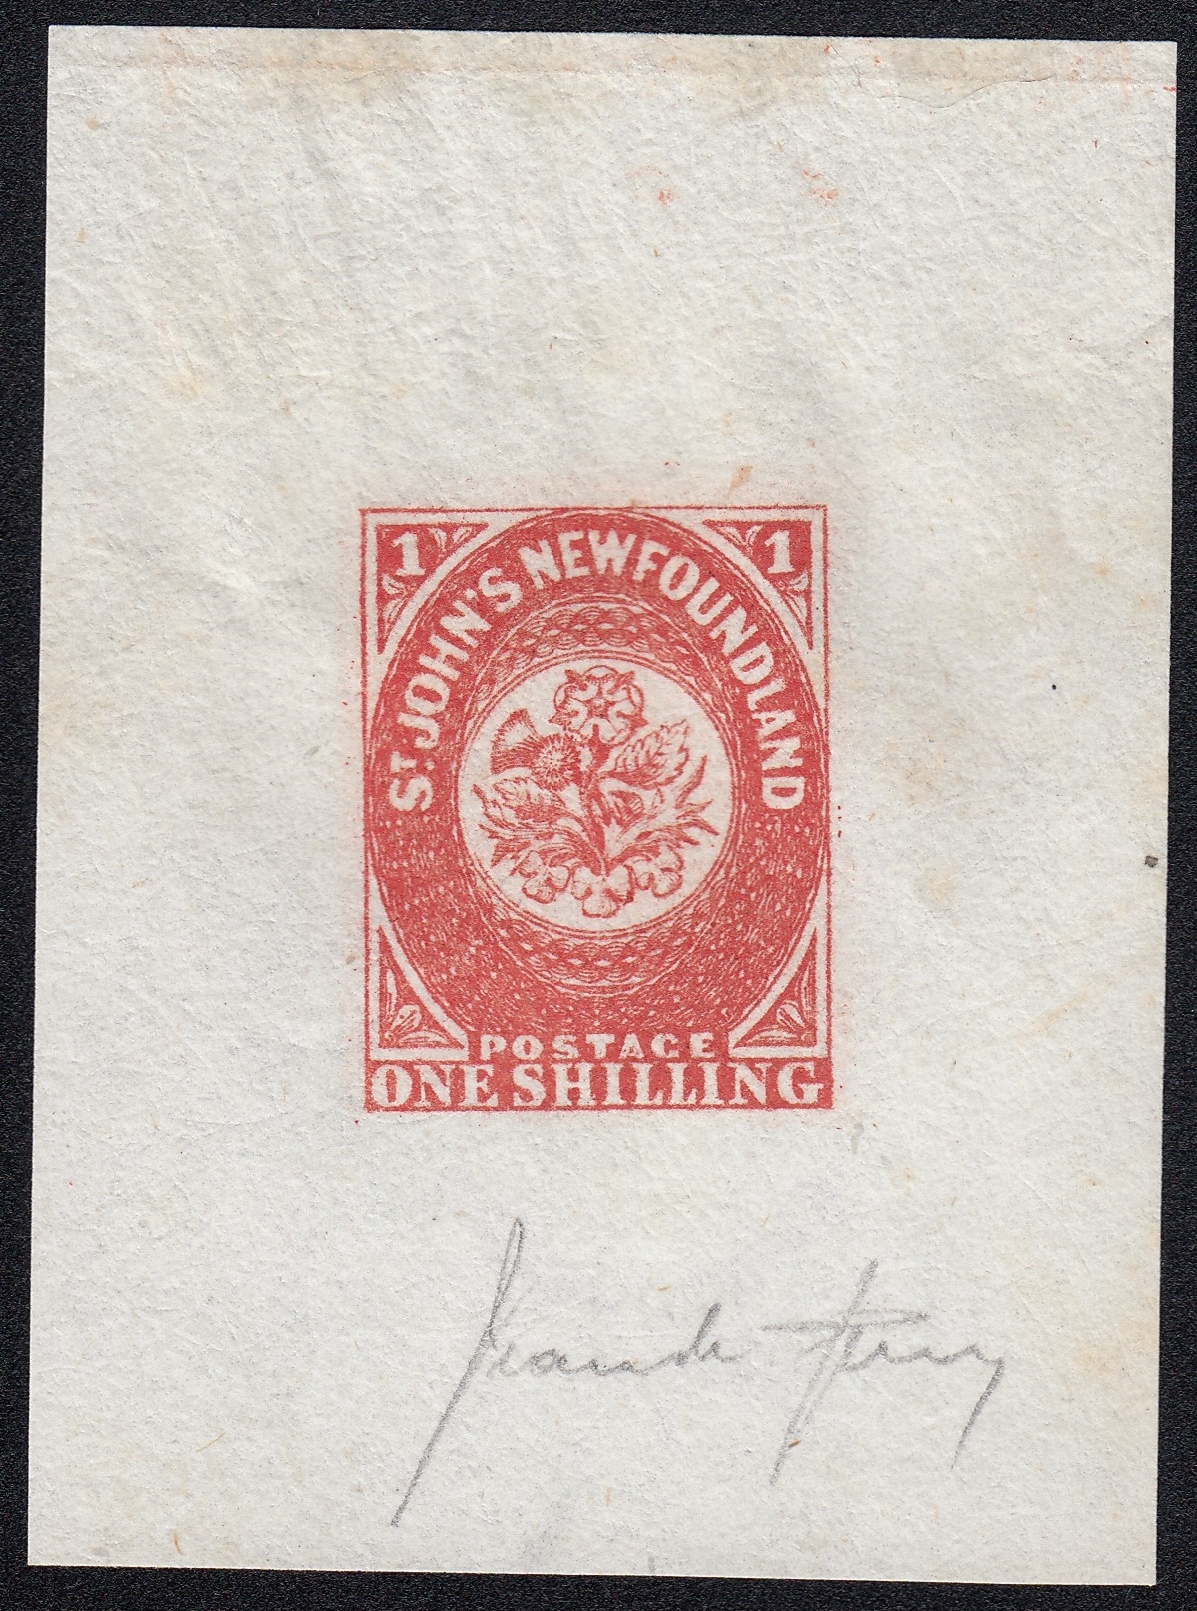 1 1
ST. JOHN'S NEWFOUNDLAND
POSTAGE
ONE SHILLING